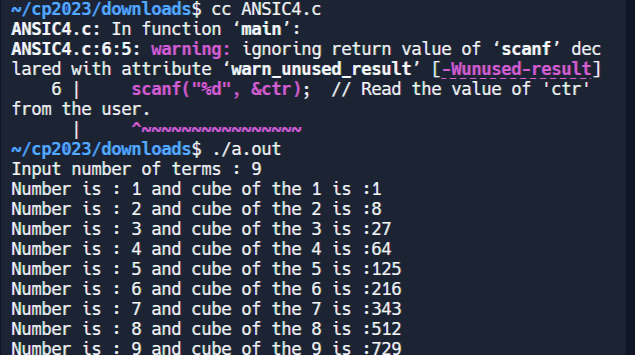 ~/cp2023/downloads$ cc ANSIC4.c
ANSIC4.c: In function ‘main’:
ANSIC4.c:6:5: warning: ignoring return value of ‘scanf’ dec
lared with attribute ‘warn_unused_result’ [-Wunused-result]
    6 |     scanf("%d", &ctr);  // Read the value of 'ctr'
from the user.
      |     ^~~~~~~~~~~~~~~~~
~/cp2023/downloads$ ./a.out
Input number of terms : 9
Number is : 1 and cube of the 1 is :1
Number is : 2 and cube of the 2 is :8
Number is : 3 and cube of the 3 is :27
Number is : 4 and cube of the 4 is :64
Number is : 5 and cube of the 5 is :125
Number is : 6 and cube of the 6 is :216
Number is : 7 and cube of the 7 is :343
Number is : 8 and cube of the 8 is :512
Number is : 9 and cube of the 9 is :729